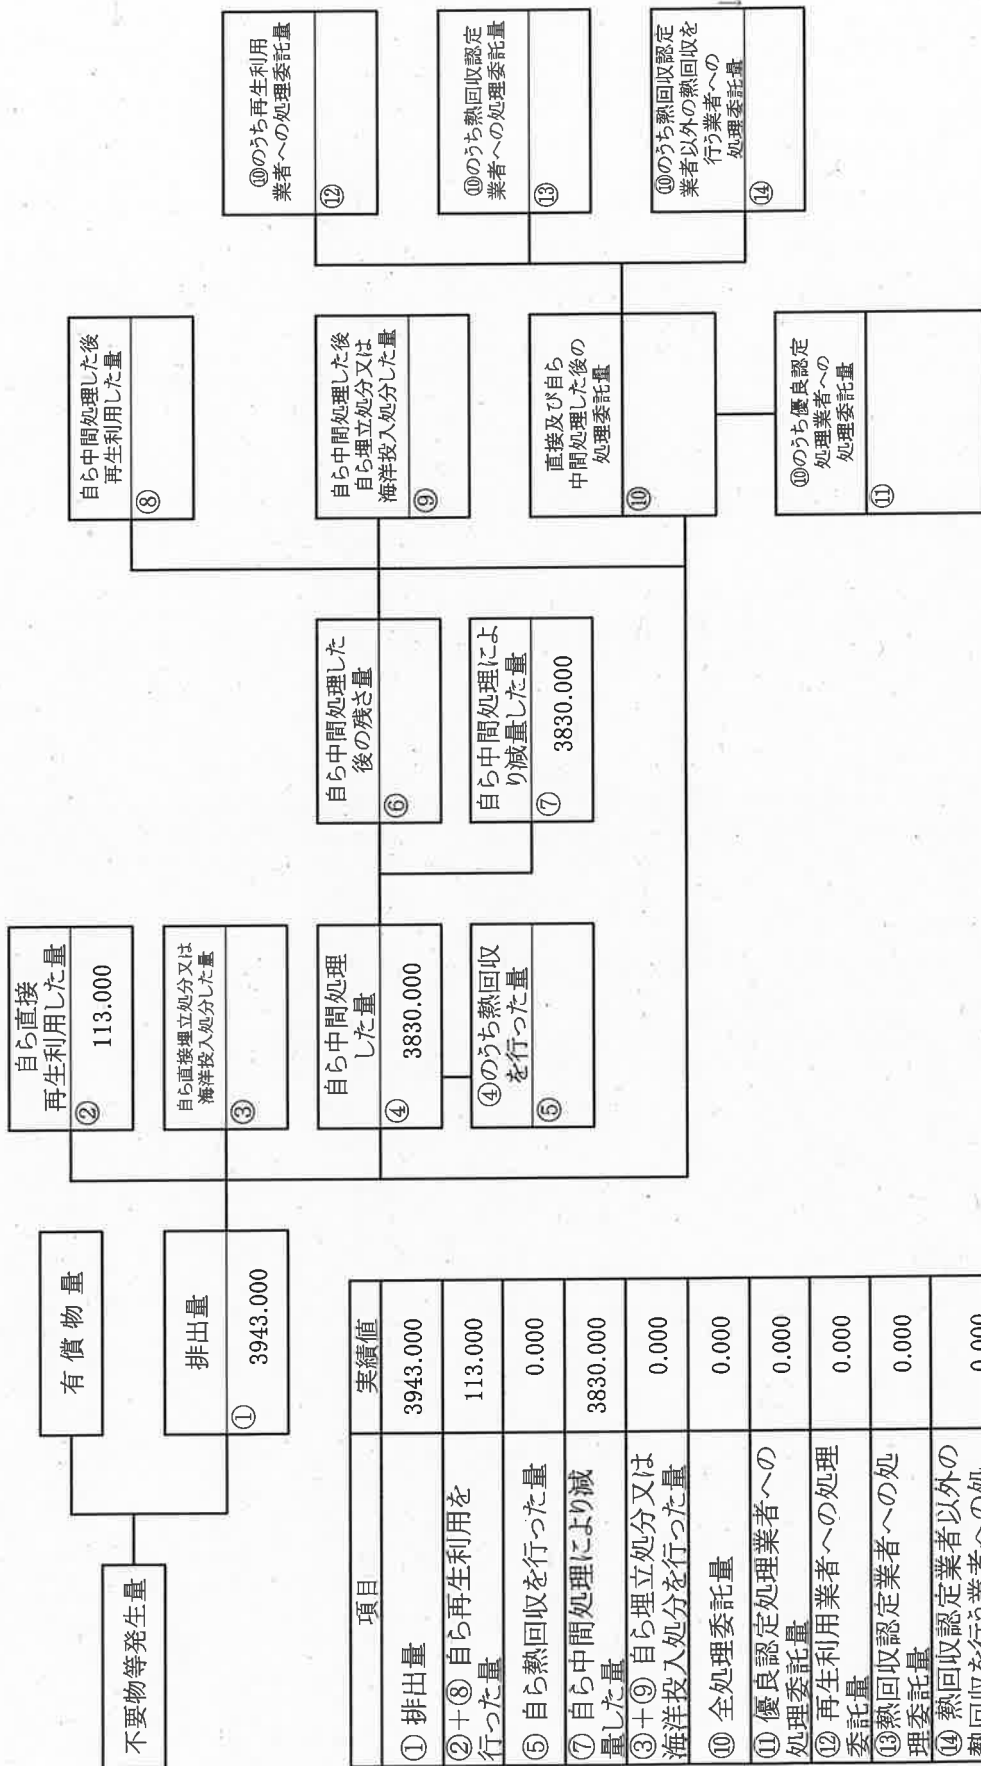 不要物等発生量
有償物量
排出量
①
3943.000
自ら直接
再生利用した量
②
113.000
自ら直接埋立処分又は
海洋投入処分した量
③
自ら中間処理
した量
④
3830.000
④のうち熱回収
を行った量
⑤
自ら中間処理した
後の残さ量
⑥
自ら中間処理によ
り減量した量
⑦
3830.000
自ら中間処理した後
再生利用した量
⑧
自ら中間処理した後
自ら埋立処分又は
海洋投入処分した量
⑨
直接及び自ら
中間処理した後の
処理委託量
⑩
⑩のうち優良認定
処理業者への
処理委託量
⑪
⑩のうち再生利用
業者への処理委託量
⑫
⑩のうち熱回収認定
業者への処理委託量
⑬
⑩のうち熱回収認定
業者以外の熱回収を
行う業者への
処理委託量
⑭
項目 実績値
① 排出量 3943.000
②+⑧ 自ら再生利用を
行った量 113.000
⑤ 自ら熱回収を行った量 0.000
⑦ 自ら中間処理により減
量した量 3830.000
③+⑨ 自ら埋立処分又は
海洋投入処分を行った量 0.000
⑩ 全処理委託量 0.000
⑪ 優良認定処理業者への
処理委託量 0.000
⑫ 再生利用業者への処理
委託量 0.000
⑬熱回収認定業者への処
理委託量 0.000
⑭ 熱回収認定業者以外の
熱回収を行う業者への処
0.000